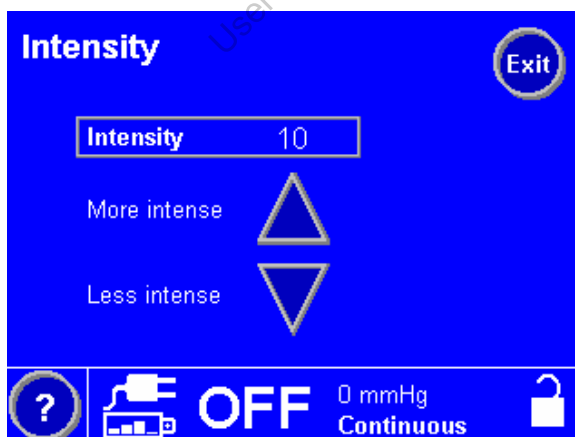 Intensity
Exit
Intensity 10
More intense
Less intense
?
OFF
0 mmHg
Continuous